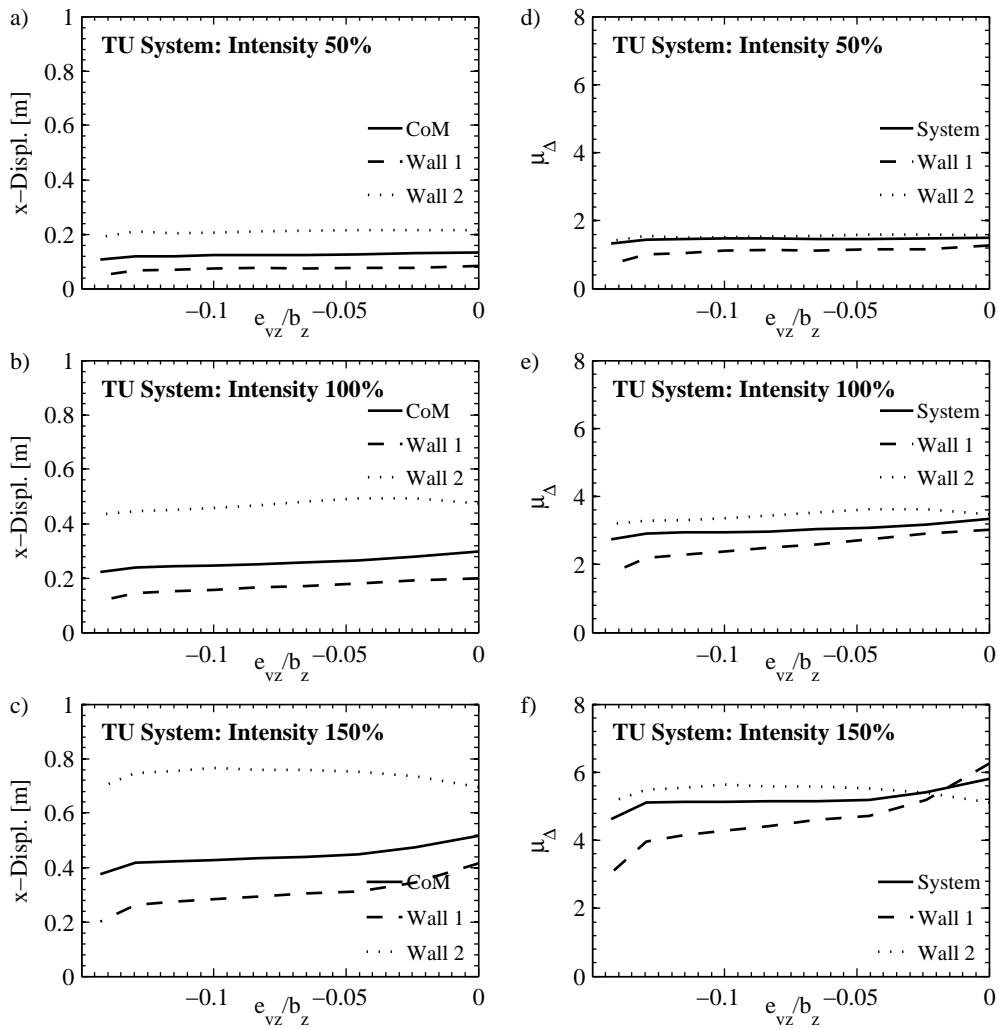 a)
TU System: Intensity 50%
x−Displ. [m]
1
0.8
0.6
0.4
0.2
0
CoM
Wall 1
Wall 2
−0.1 −0.05 0
e_vz/b_z
d)
TU System: Intensity 50%
μ_Δ
8
6
4
2
0
System
Wall 1
Wall 2
−0.1 −0.05 0
e_vz/b_z
b)
TU System: Intensity 100%
x−Displ. [m]
1
0.8
0.6
0.4
0.2
0
CoM
Wall 1
Wall 2
−0.1 −0.05 0
e_vz/b_z
e)
TU System: Intensity 100%
μ_Δ
8
6
4
2
0
System
Wall 1
Wall 2
−0.1 −0.05 0
e_vz/b_z
c)
TU System: Intensity 150%
x−Displ. [m]
1
0.8
0.6
0.4
0.2
0
CoM
Wall 1
Wall 2
−0.1 −0.05 0
e_vz/b_z
f)
TU System: Intensity 150%
μ_Δ
8
6
4
2
0
System
Wall 1
Wall 2
−0.1 −0.05 0
e_vz/b_z